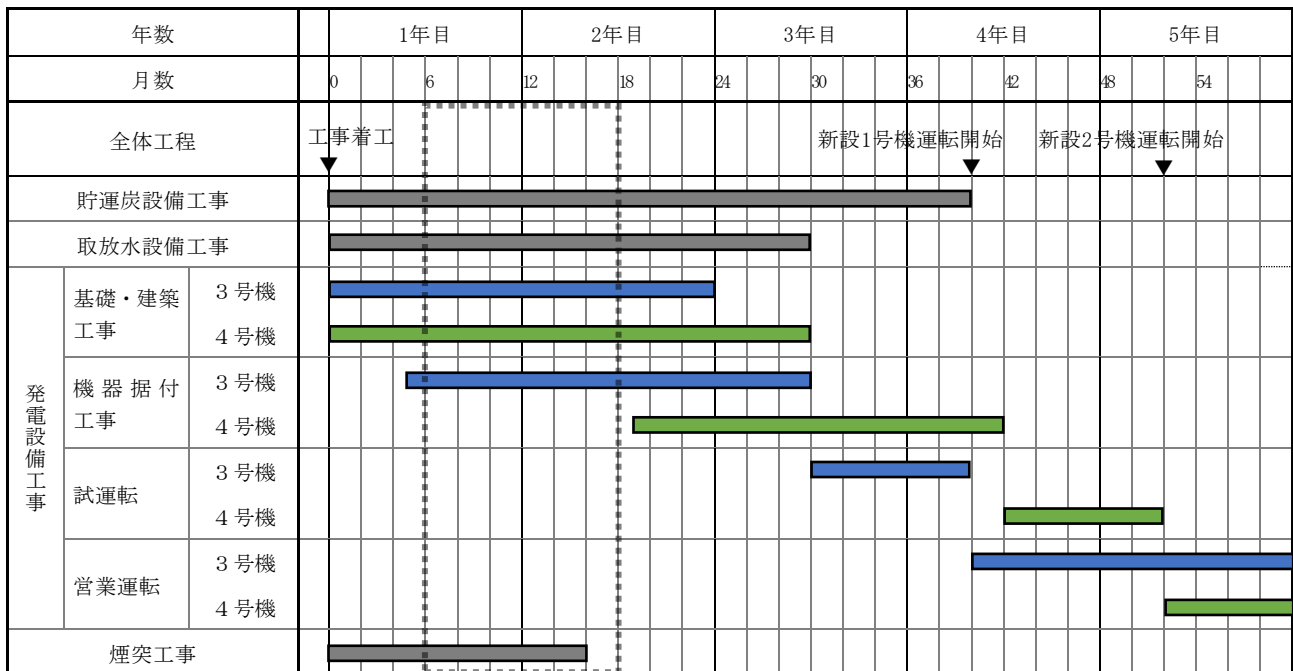 年数 1年目 2年目 3年目 4年目 5年目
月数 0 6 12 18 24 30 36 42 48 54
全体工程 工事着工 新設1号機運転開始 新設2号機運転開始
貯運炭設備工事
取放水設備工事
発電設備工事
基礎・建築
工事
3号機
4号機
機器据付
工事
3号機
4号機
試運転
3号機
4号機
営業運転
3号機
4号機
煙突工事